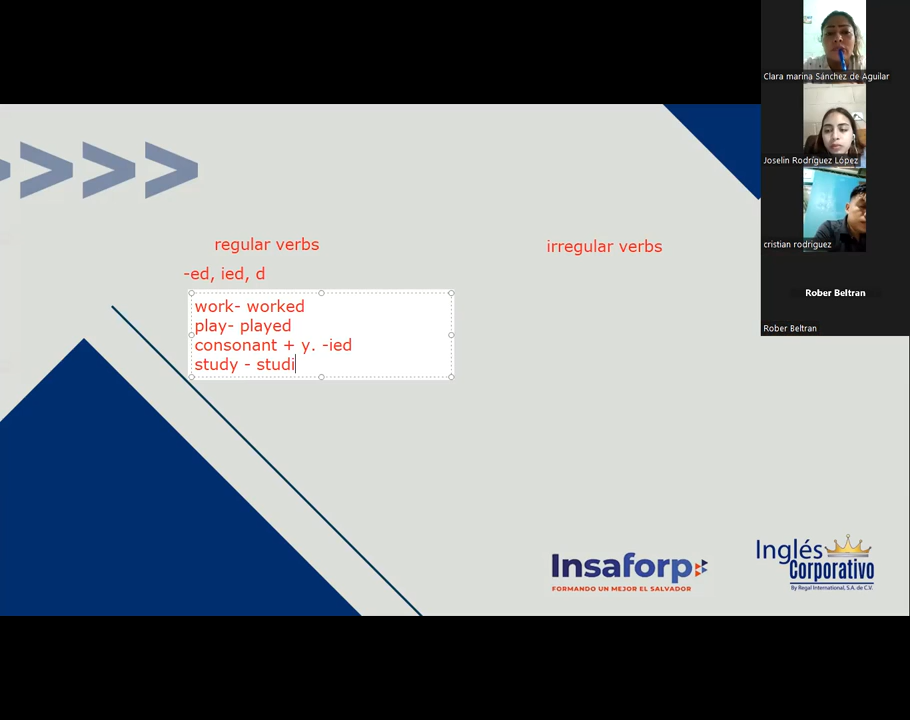 Clara marina Sánchez de Aguilar
Joselin Rodríguez López
cristian rodriguez
Rober Beltran
Rober Beltran
regular verbs
irregular verbs
-ed, ied, d
work- worked
play- played
consonant + y. -ied
study - studi
Insaforp
FORMANDO UN MEJOR EL SALVADOR
Inglés
Corporativo
By Regal International, S.A. de C.V.